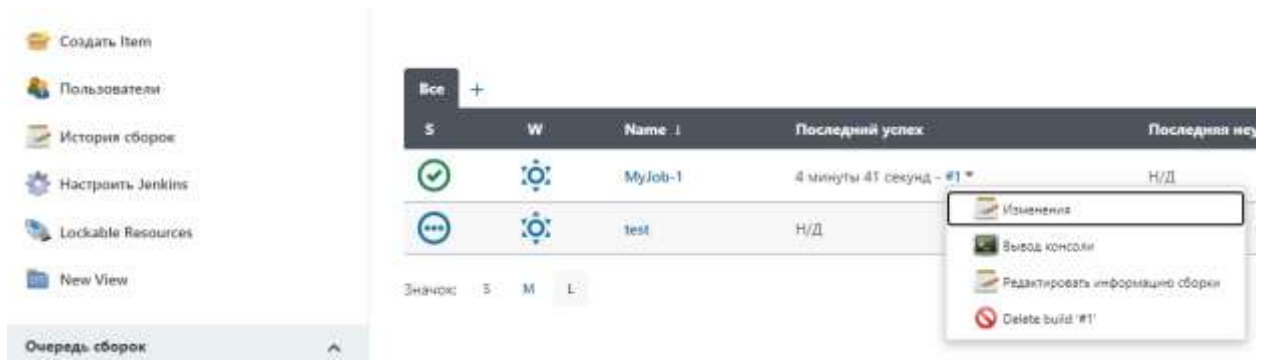 Создать Item
Пользователи
История сборок
Настроить Jenkins
Lockable Resources
New View
Очередь сборок
Все +
S W Name ↓ Последний успех Последняя неу
MyJob-1 4 минуты 41 секунд - #1 Н/Д
test Н/Д
Изменения
Вывод консоли
Редактировать информацию сборки
Delete build '#1'
Значок: S M L